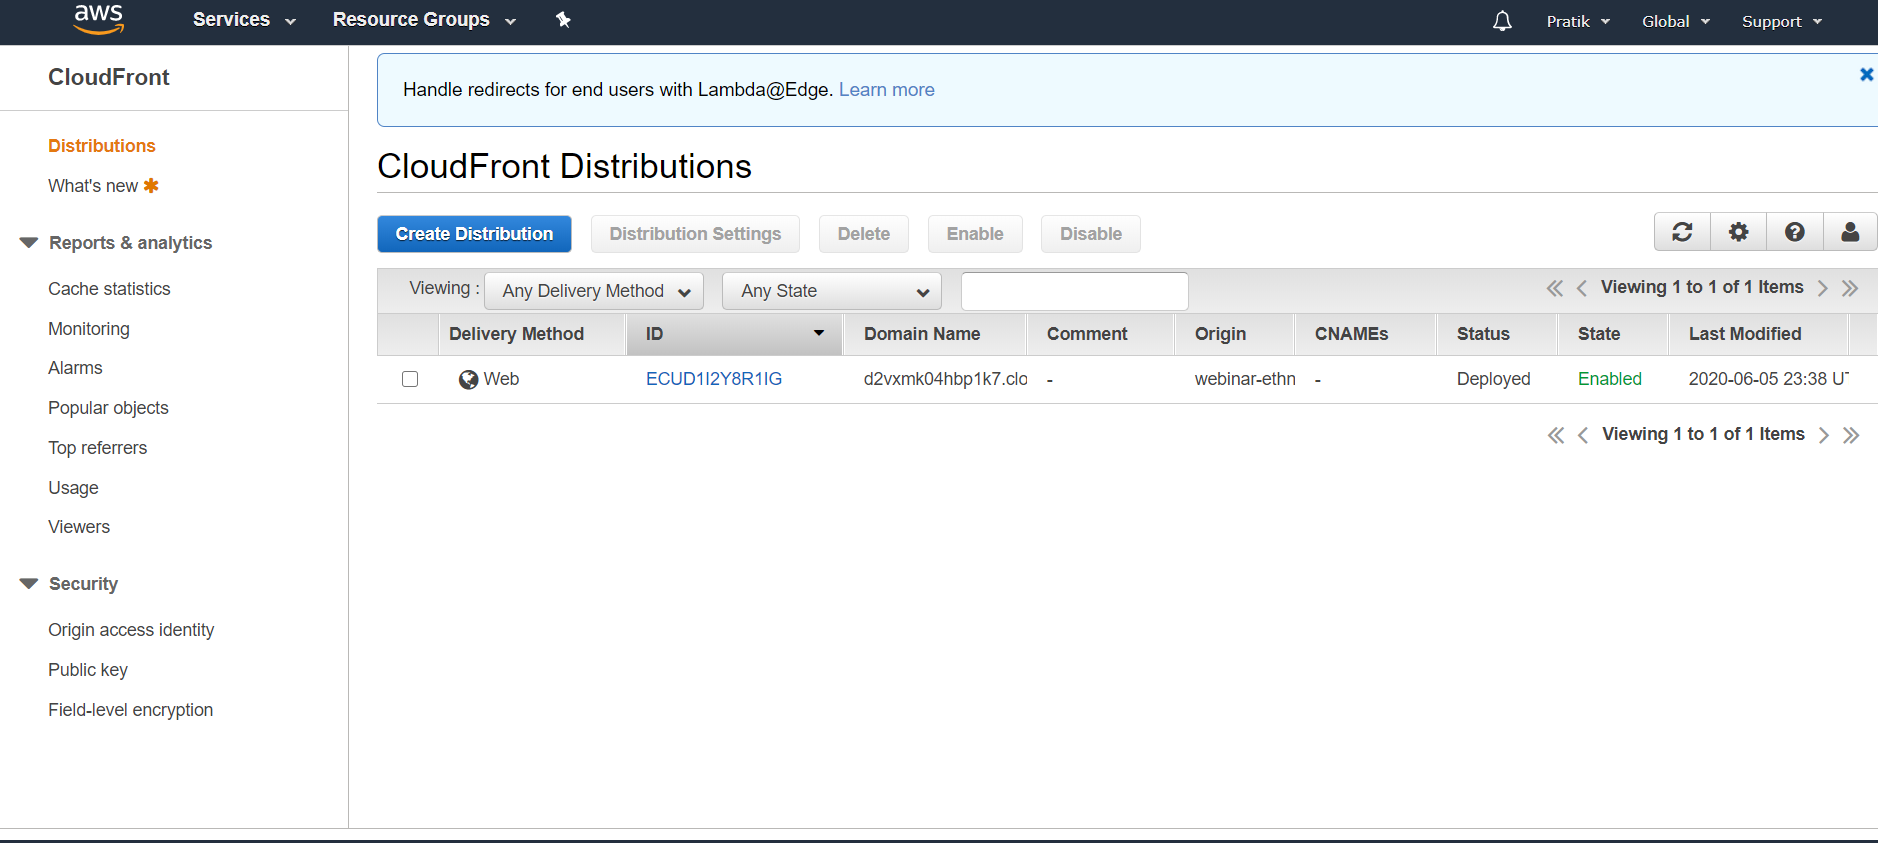 aws Services Resource Groups Pratik Global Support
CloudFront
Distributions
What's new
Reports & analytics
Cache statistics
Monitoring
Alarms
Popular objects
Top referrers
Usage
Viewers
Security
Origin access identity
Public key
Field-level encryption
Handle redirects for end users with Lambda@Edge. Learn more
CloudFront Distributions
Create Distribution Distribution Settings Delete Enable Disable
Viewing : Any Delivery Method Any State Viewing 1 to 1 of 1 Items
Delivery Method ID Domain Name Comment Origin CNAMEs Status State Last Modified
Web ECUD1I2Y8R1IG d2vxmk04hbp1k7.clo - webinar-ethn - Deployed Enabled 2020-06-05 23:38 UT
Viewing 1 to 1 of 1 Items